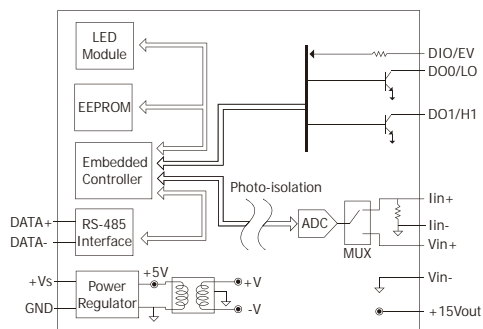 LED
Module
DIO/EV
DO0/LO
EEPROM
DO1/H1
Embedded
Controller
Photo-isolation
Iin+
DATA+
RS-485
Interface
ADC
Iin-
DATA-
MUX
Vin+
+Vs
Power
Regulator
+5V
+V
Vin-
GND
-V
+15Vout